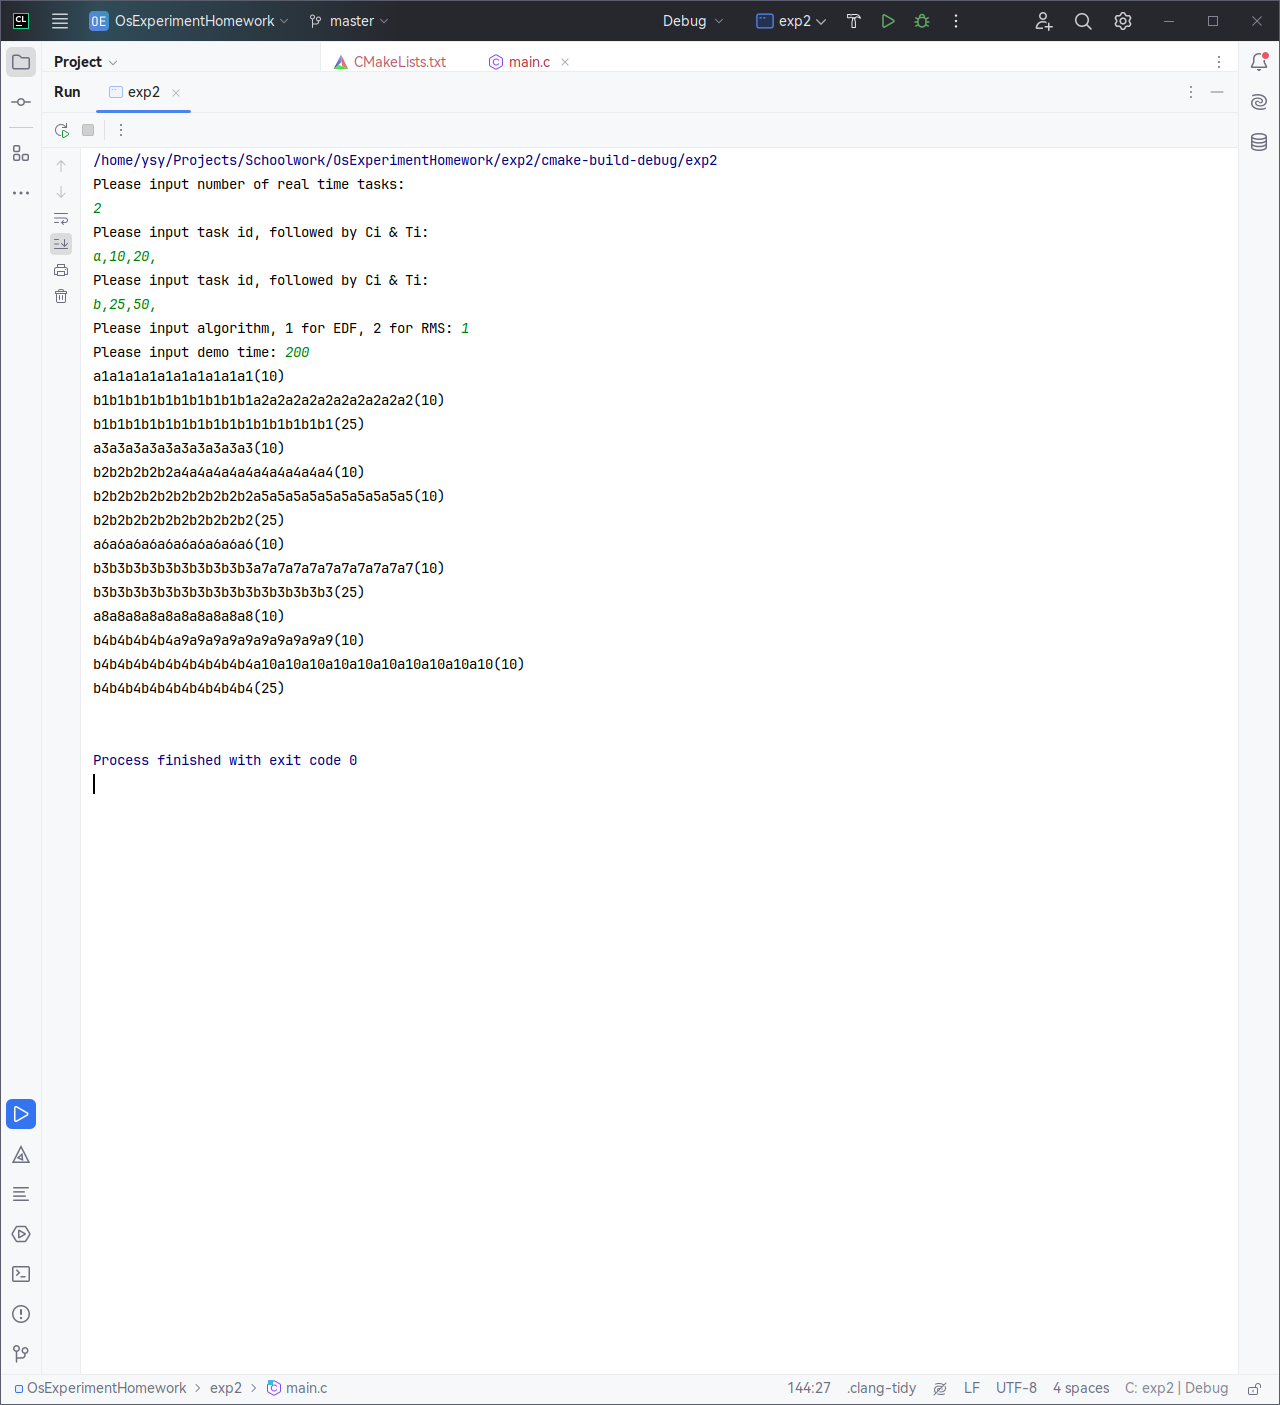 CL OE OsExperimentHomework master Debug exp2
Project CMakeLists.txt main.c
Run exp2
/home/ysy/Projects/Schoolwork/OsExperimentHomework/exp2/cmake-build-debug/exp2
Please input number of real time tasks:
2
Please input task id, followed by Ci & Ti:
a,10,20,
Please input task id, followed by Ci & Ti:
b,25,50,
Please input algorithm, 1 for EDF, 2 for RMS: 1
Please input demo time: 200
a1a1a1a1a1a1a1a1a1a1(10)
b1b1b1b1b1b1b1b1b1b1a2a2a2a2a2a2a2a2a2a2(10)
b1b1b1b1b1b1b1b1b1b1b1b1b1b1b1(25)
a3a3a3a3a3a3a3a3a3a3(10)
b2b2b2b2b2a4a4a4a4a4a4a4a4a4a4(10)
b2b2b2b2b2b2b2b2b2b2a5a5a5a5a5a5a5a5a5a5(10)
b2b2b2b2b2b2b2b2b2b2(25)
a6a6a6a6a6a6a6a6a6a6(10)
b3b3b3b3b3b3b3b3b3b3a7a7a7a7a7a7a7a7a7a7(10)
b3b3b3b3b3b3b3b3b3b3b3b3b3b3b3(25)
a8a8a8a8a8a8a8a8a8a8(10)
b4b4b4b4b4a9a9a9a9a9a9a9a9a9a9(10)
b4b4b4b4b4b4b4b4b4b4a10a10a10a10a10a10a10a10a10a10(10)
b4b4b4b4b4b4b4b4b4b4(25)
Process finished with exit code 0
OsExperimentHomework exp2 main.c 144:27 .clang-tidy LF UTF-8 4 spaces C: exp2 | Debug